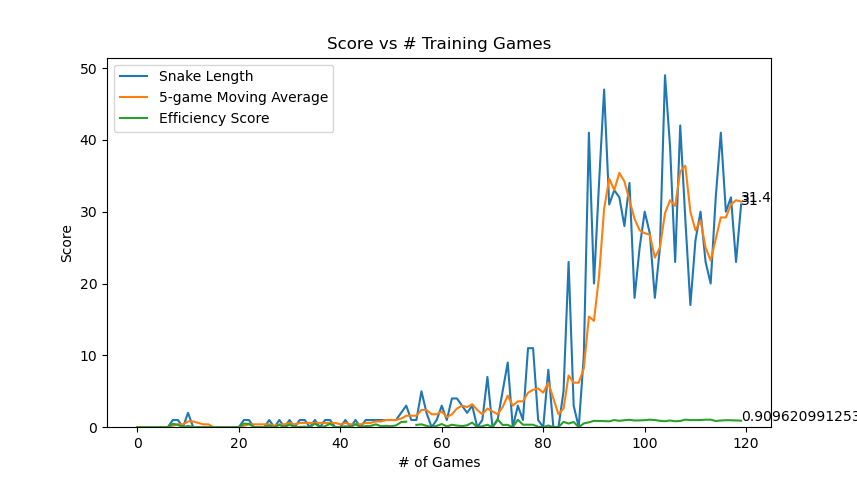 Score vs # Training Games
Snake Length
5-game Moving Average
Efficiency Score
Score
50
40
30
20
10
0
0
20
40
60
80
100
120
# of Games
31.4
31
0.909620991253